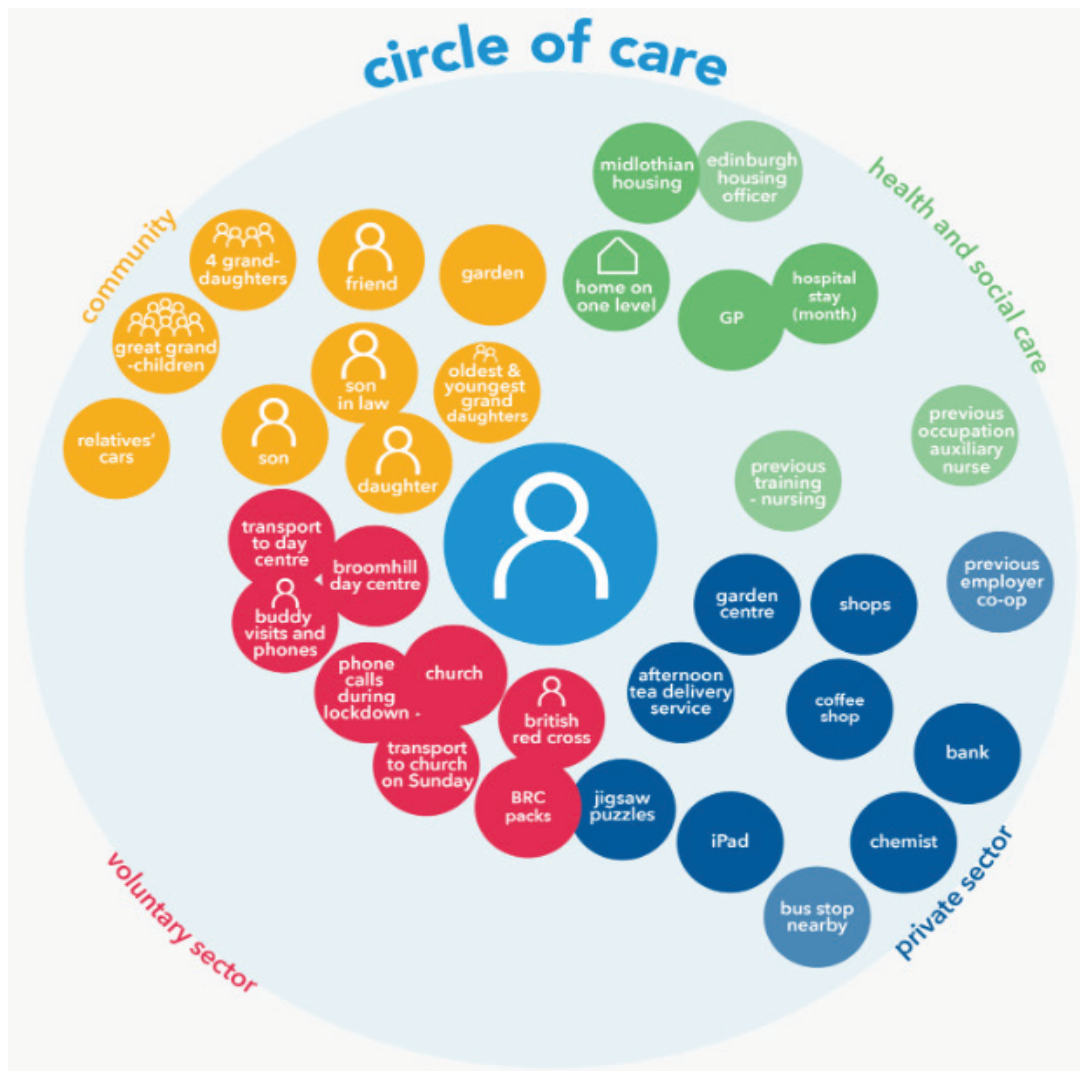 circle of care
community
4 grand-
daughters
friend
garden
great grand
-children
son
in law
oldest &
youngest
grand
daughters
relatives'
cars
son
daughter
health and social care
midlothian
housing
edinburgh
housing
officer
home on
one level
GP
hospital
stay
(month)
previous
occupation
auxiliary
nurse
previous
training
- nursing
voluntary sector
transport
to day
centre
broomhill
day centre
buddy
visits and
phones
phone
calls
during
lockdown -
church
transport
to church
on Sunday
british
red cross
BRC
packs
private sector
garden
centre
shops
previous
employer
co-op
afternoon
tea delivery
service
coffee
shop
bank
jigsaw
puzzles
iPad
chemist
bus stop
nearby